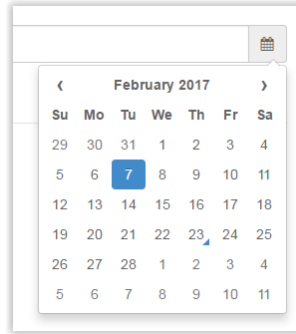 ‹ February 2017 ›
Su Mo Tu We Th Fr Sa
29 30 31 1 2 3 4
5 6 7 8 9 10 11
12 13 14 15 16 17 18
19 20 21 22 23 24 25
26 27 28 1 2 3 4
5 6 7 8 9 10 11